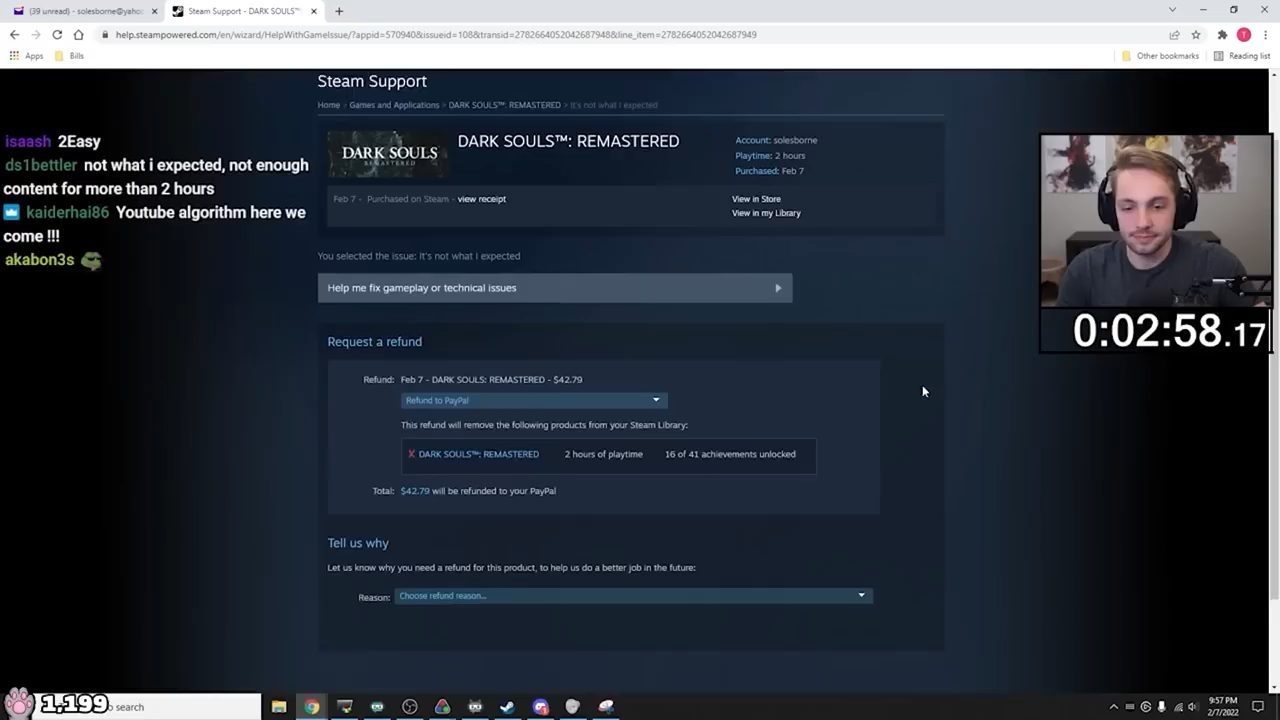 (39 unread) - solesborne@yaho
Steam Support - DARK SOULS™
help.steampowered.com/en/wizard/HelpWithGameIssue/?appid=570940&issueid=108&transid=2782664052042687948&line_item=2782664052042687949
T
Apps
Bills
Other bookmarks
Reading list
Steam Support
Home > Games and Applications > DARK SOULS™: REMASTERED > It's not what I expected
DARK SOULS
REMASTERED
DARK SOULS™: REMASTERED
Account: solesborne
Playtime: 2 hours
Purchased: Feb 7
Feb 7 - Purchased on Steam - view receipt
View in Store
View in my Library
isaash 2Easy
ds1bettler not what i expected, not enough
content for more than 2 hours
kaiderhai86 Youtube algorithm here we
come !!!
akabon3s
You selected the issue: It's not what I expected
Help me fix gameplay or technical issues
0:02:58.17
Request a refund
Refund: Feb 7 - DARK SOULS: REMASTERED - $42.79
Refund to PayPal
This refund will remove the following products from your Steam Library:
X DARK SOULS™: REMASTERED 2 hours of playtime 16 of 41 achievements unlocked
Total: $42.79 will be refunded to your PayPal
Tell us why
Let us know why you need a refund for this product, to help us do a better job in the future:
Reason: Choose refund reason...
1,199
o search
9:57 PM
2/7/2022